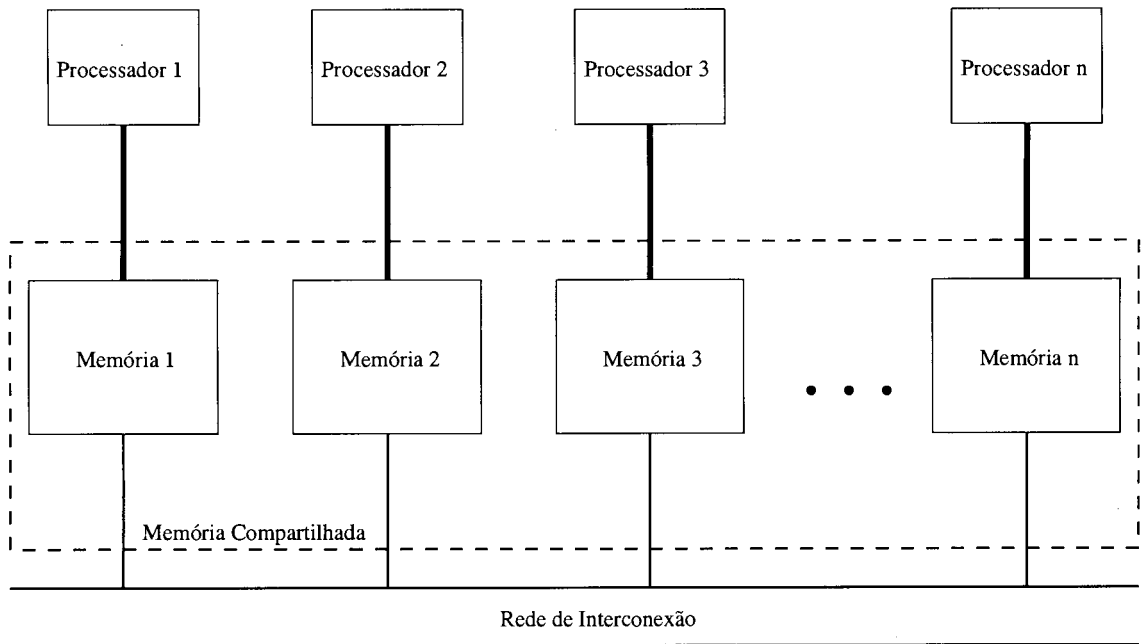 Processador 1
Processador 2
Processador 3
Processador n
Memória 1
Memória 2
Memória 3
Memória n
Memória Compartilhada
Rede de Interconexão